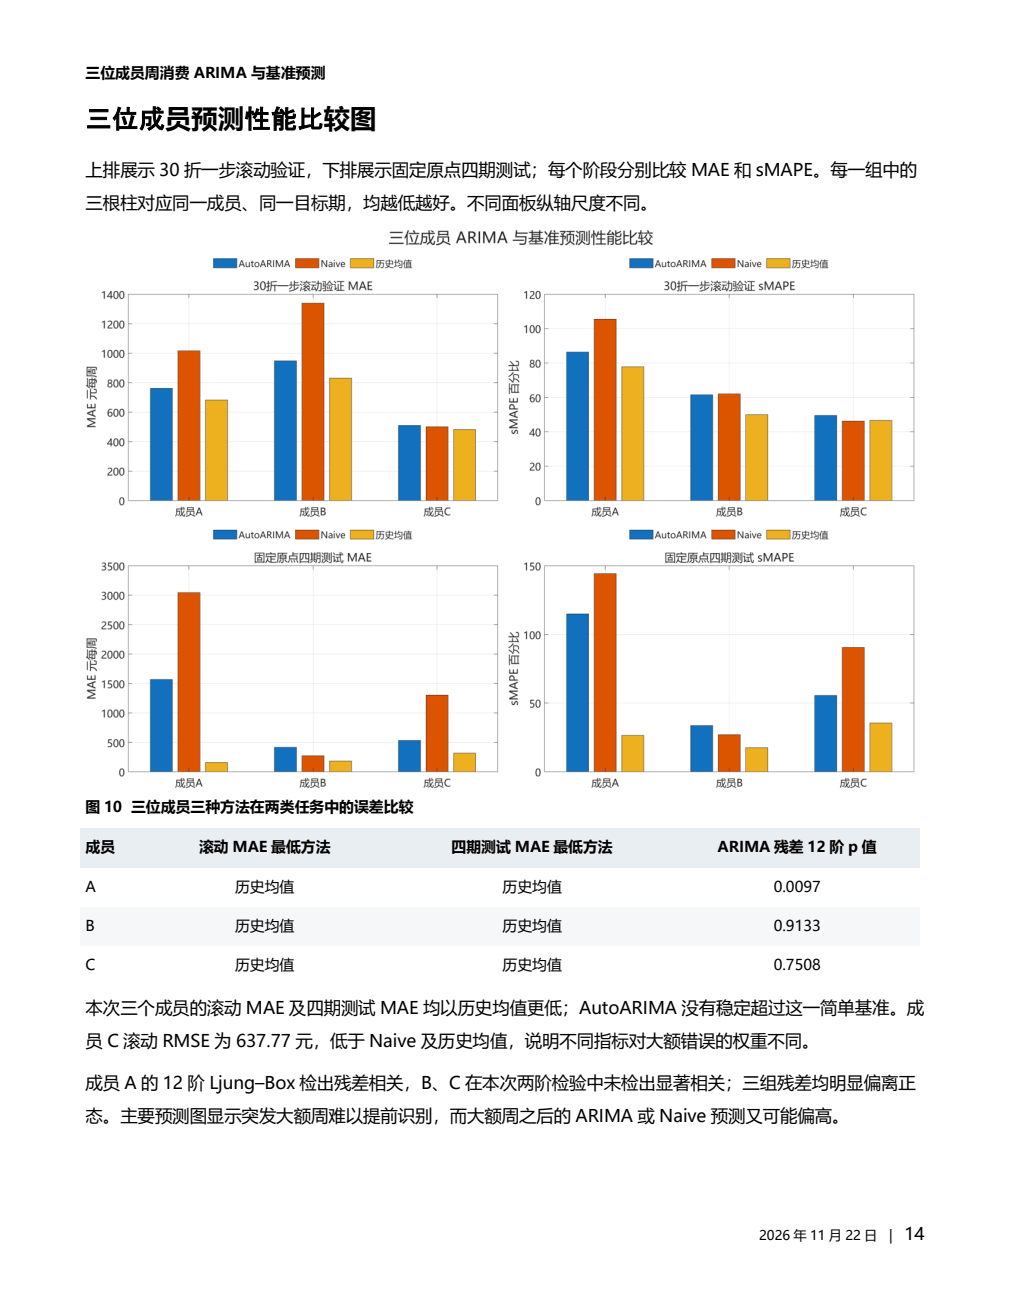 三位成员周消费 ARIMA 与基准预测
三位成员预测性能比较图
上排展示 30 折一步滚动验证，下排展示固定原点四期测试；每个阶段分别比较 MAE 和 sMAPE。每一组中的
三根柱对应同一成员、同一目标期，均越低越好。不同面板纵轴尺度不同。
三位成员 ARIMA 与基准预测性能比较
AutoARIMA Naive 历史均值
30折一步滚动验证 MAE
MAE 元每周
1400
1200
1000
800
600
400
200
0
成员A 成员B 成员C
AutoARIMA Naive 历史均值
30折一步滚动验证 sMAPE
sMAPE 百分比
120
100
80
60
40
20
0
成员A 成员B 成员C
AutoARIMA Naive 历史均值
固定原点四期测试 MAE
MAE 元每周
3500
3000
2500
2000
1500
1000
500
0
成员A 成员B 成员C
AutoARIMA Naive 历史均值
固定原点四期测试 sMAPE
sMAPE 百分比
150
100
50
0
成员A 成员B 成员C
图 10 三位成员三种方法在两类任务中的误差比较
成员 滚动 MAE 最低方法 四期测试 MAE 最低方法 ARIMA 残差 12 阶 p 值
A 历史均值 历史均值 0.0097
B 历史均值 历史均值 0.9133
C 历史均值 历史均值 0.7508
本次三个成员的滚动 MAE 及四期测试 MAE 均以历史均值更低；AutoARIMA 没有稳定超过这一简单基准。成
员 C 滚动 RMSE 为 637.77 元，低于 Naive 及历史均值，说明不同指标对大额错误的权重不同。
成员 A 的 12 阶 Ljung–Box 检出残差相关，B、C 在本次两阶检验中未检出显著相关；三组残差均明显偏离正
态。主要预测图显示突发大额周难以提前识别，而大额周之后的 ARIMA 或 Naive 预测又可能偏高。
2026 年 11 月 22 日 | 14